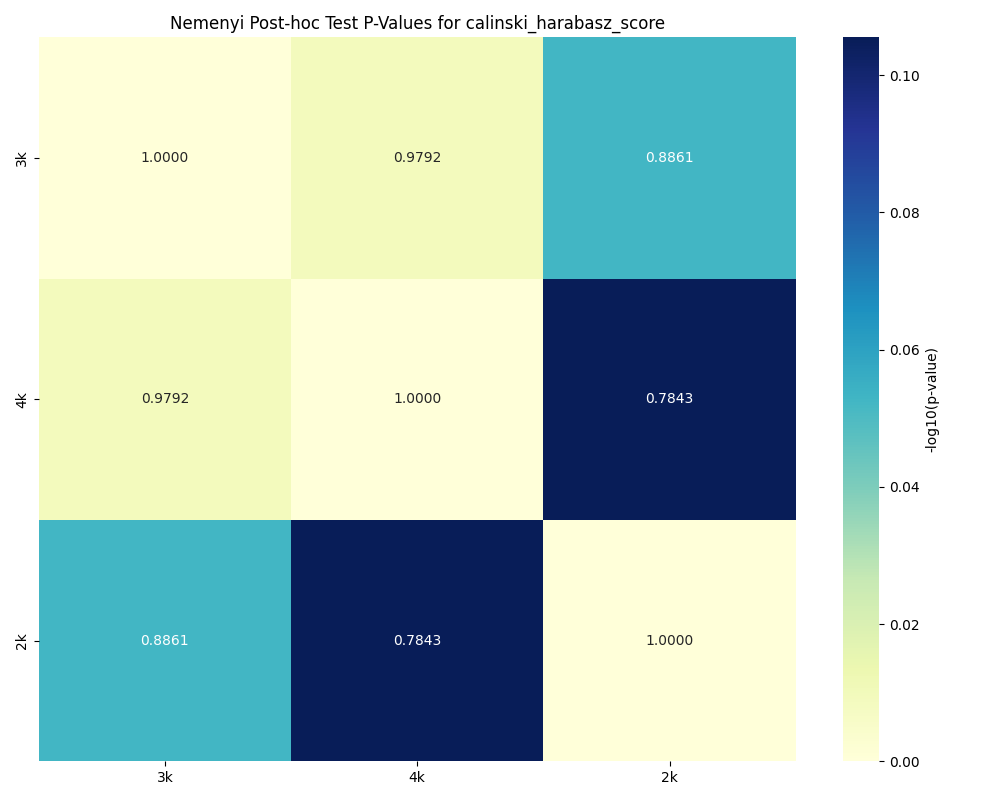 Nemenyi Post-hoc Test P-Values for calinski_harabasz_score
3k
1.0000
0.9792
0.8861
4k
0.9792
1.0000
0.7843
2k
0.8861
0.7843
1.0000
3k
4k
2k
0.10
0.08
0.06
0.04
0.02
0.00
-log10(p-value)